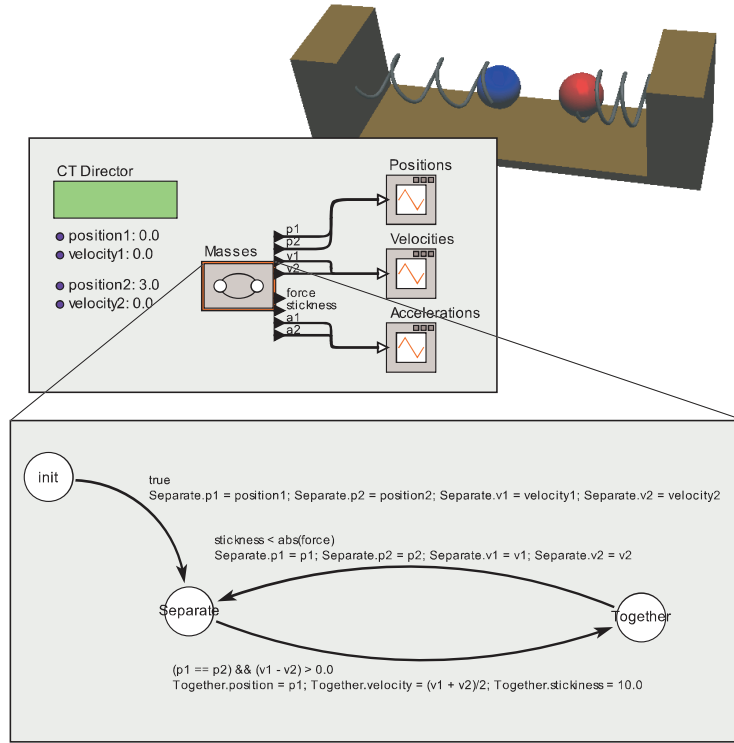 CT Director
position1: 0.0
velocity1: 0.0
position2: 3.0
velocity2: 0.0
Masses
p1
p2
v1
v2
force
stickness
a1
a2
Positions
Velocities
Accelerations
init
true
Separate.p1 = position1; Separate.p2 = position2; Separate.v1 = velocity1; Separate.v2 = velocity2
stickness < abs(force)
Separate.p1 = p1; Separate.p2 = p2; Separate.v1 = v1; Separate.v2 = v2
Separate
Together
(p1 == p2) && (v1 - v2) > 0.0
Together.position = p1; Together.velocity = (v1 + v2)/2; Together.stickiness = 10.0